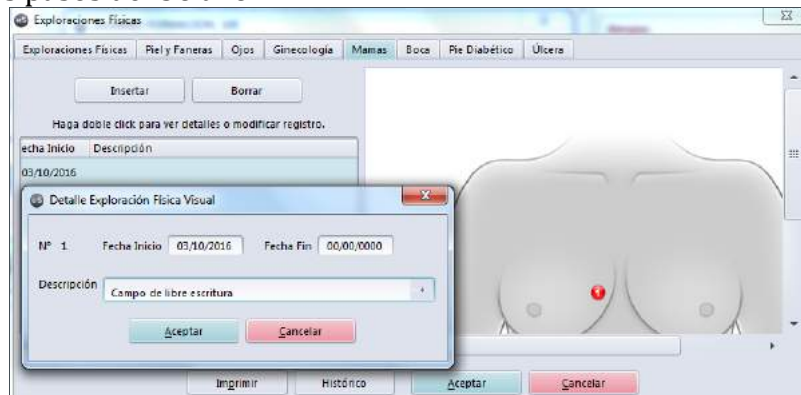 Exploraciones Físicas
Exploraciones Físicas Piel y Faneras Ojos Ginecología Mamas Boca Pie Diabético Úlcera
Insertar Borrar
Haga doble click para ver detalles o modificar registro.
echa Inicio Descripción
03/10/2016
Detalle Exploración Física Visual
Nº 1 Fecha Inicio 03/10/2016 Fecha Fin 00/00/0000
Descripción Campo de libre escritura
1
Aceptar Cancelar
Imprimir Histórico Aceptar Cancelar